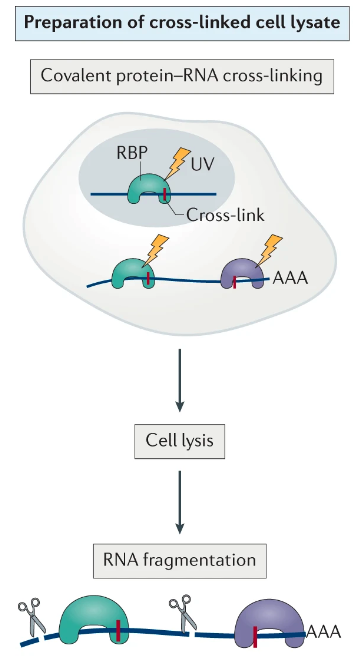 Preparation of cross-linked cell lysate
Covalent protein–RNA cross-linking
RBP
UV
Cross-link
AAA
Cell lysis
RNA fragmentation
AAA